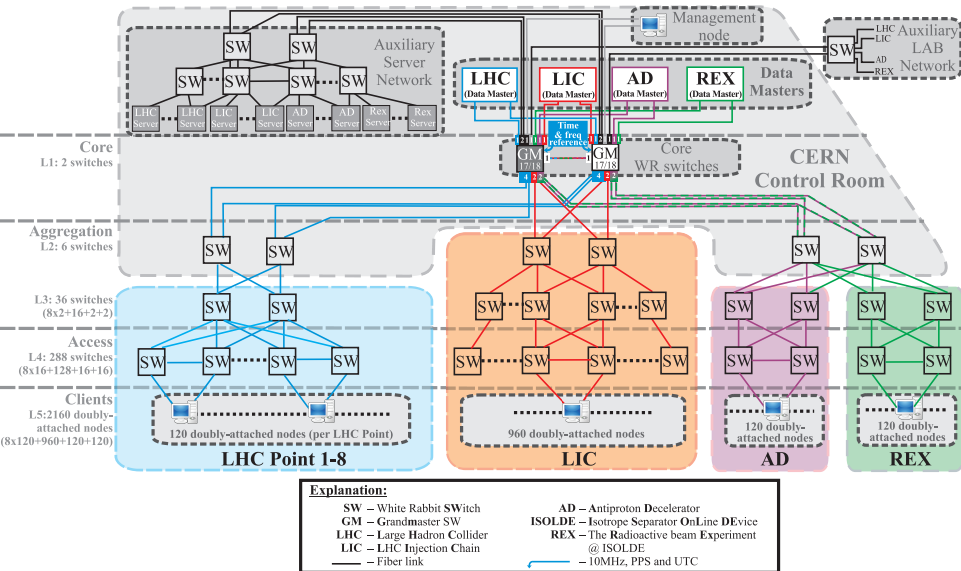 Management
node
SW
SW
Auxiliary
Server
Network
SW
SW
SW
SW
LHC
Server
LHC
Server
LIC
Server
LIC
Server
AD
Server
AD
Server
Rex
Server
Rex
Server
LHC
(Data Master)
LIC
(Data Master)
AD
(Data Master)
REX
(Data Master)
Data
Masters
SW
LHC
LIC
AD
REX
Auxiliary
LAB
Network
Core
L1: 2 switches
Time
& freq
reference
GM
17/18
1
1
GM
17/18
4
2
2
4
2
2
Core
WR switches
CERN
Control Room
Aggregation
L2: 6 switches
SW
SW
SW
SW
SW
SW
L3: 36 switches
(8x2+16+2+2)
SW
SW
SW
SW
SW
SW
SW
SW
SW
SW
Access
L4: 288 switches
(8x16+128+16+16)
SW
SW
SW
SW
SW
SW
SW
SW
SW
SW
SW
SW
Clients
L5:2160 doubly-
attached nodes
(8x120+960+120+120)
120 doubly-attached nodes (per LHC Point)
960 doubly-attached nodes
120 doubly-
attached nodes
120 doubly-
attached nodes
LHC Point 1-8
LIC
AD
REX
Explanation:
SW – White Rabbit SWitch
GM – Grandmaster SW
LHC – Large Hadron Collider
LIC – LHC Injection Chain
– Fiber link
AD – Antiproton Decelerator
ISOLDE – Isotrope Separator OnLine DEvice
REX – The Radioactive beam Experiment
@ ISOLDE
– 10MHz, PPS and UTC